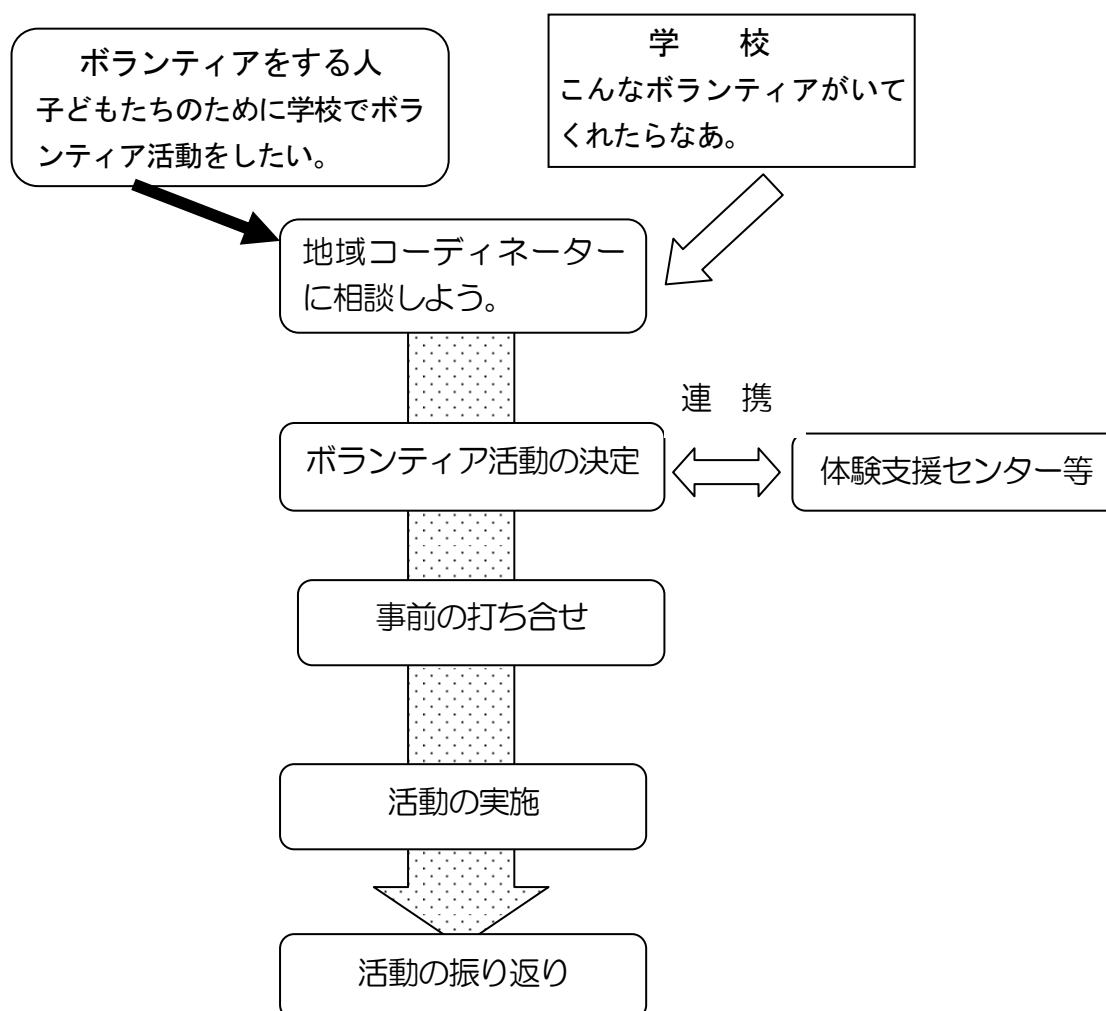 ボランティアをする人
子どもたちのために学校でボラ
ンティア活動をしたい。
学　校
こんなボランティアがいて
くれたらなあ。
地域コーディネーター
に相談しよう。
連　携
ボランティア活動の決定
体験支援センター等
事前の打ち合せ
活動の実施
活動の振り返り